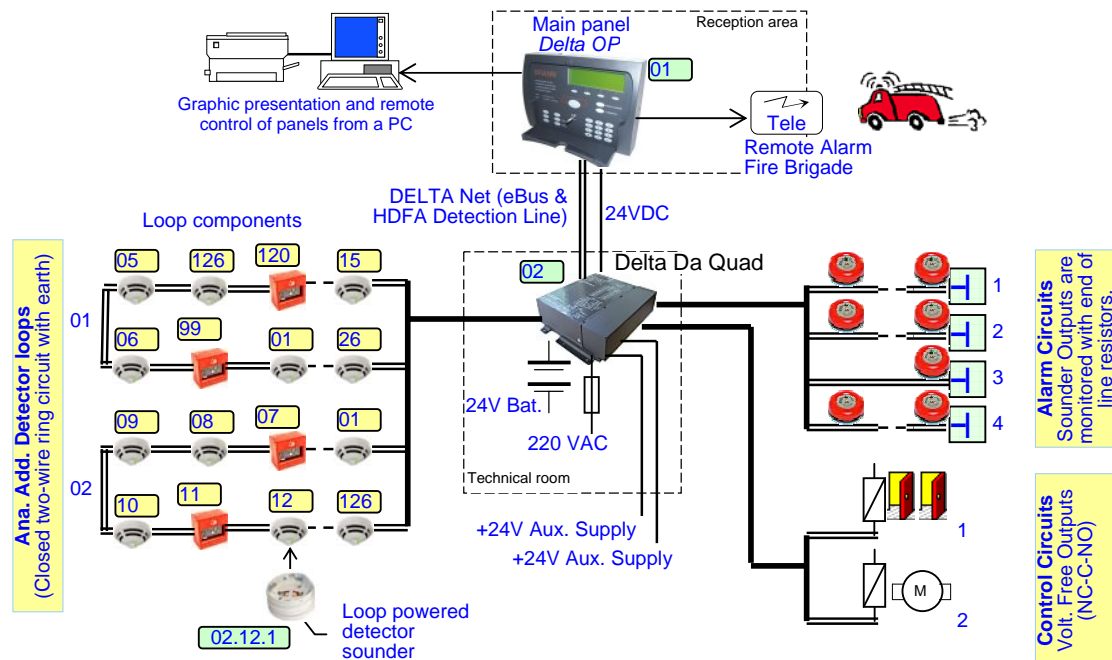 Main panel
Delta OP
Reception area
01
Graphic presentation and remote
control of panels from a PC
Tele
Remote Alarm
Fire Brigade
DELTA Net (eBus &
HDFA Detection Line)
24VDC
Loop components
Ana. Add. Detector loops
(Closed two-wire ring circuit with earth)
05
126
120
15
01
06
99
01
26
09
08
07
01
02
10
11
12
126
02
Delta Da Quad
24V Bat.
220 VAC
Technical room
+24V Aux. Supply
+24V Aux. Supply
02.12.1
Loop powered
detector
sounder
1
2
3
4
Alarm Circuits
Sounder Outputs are
monitored with end of
line resistors.
1
M
2
Control Circuits
Volt. Free Outputs
(NC-C-NO)